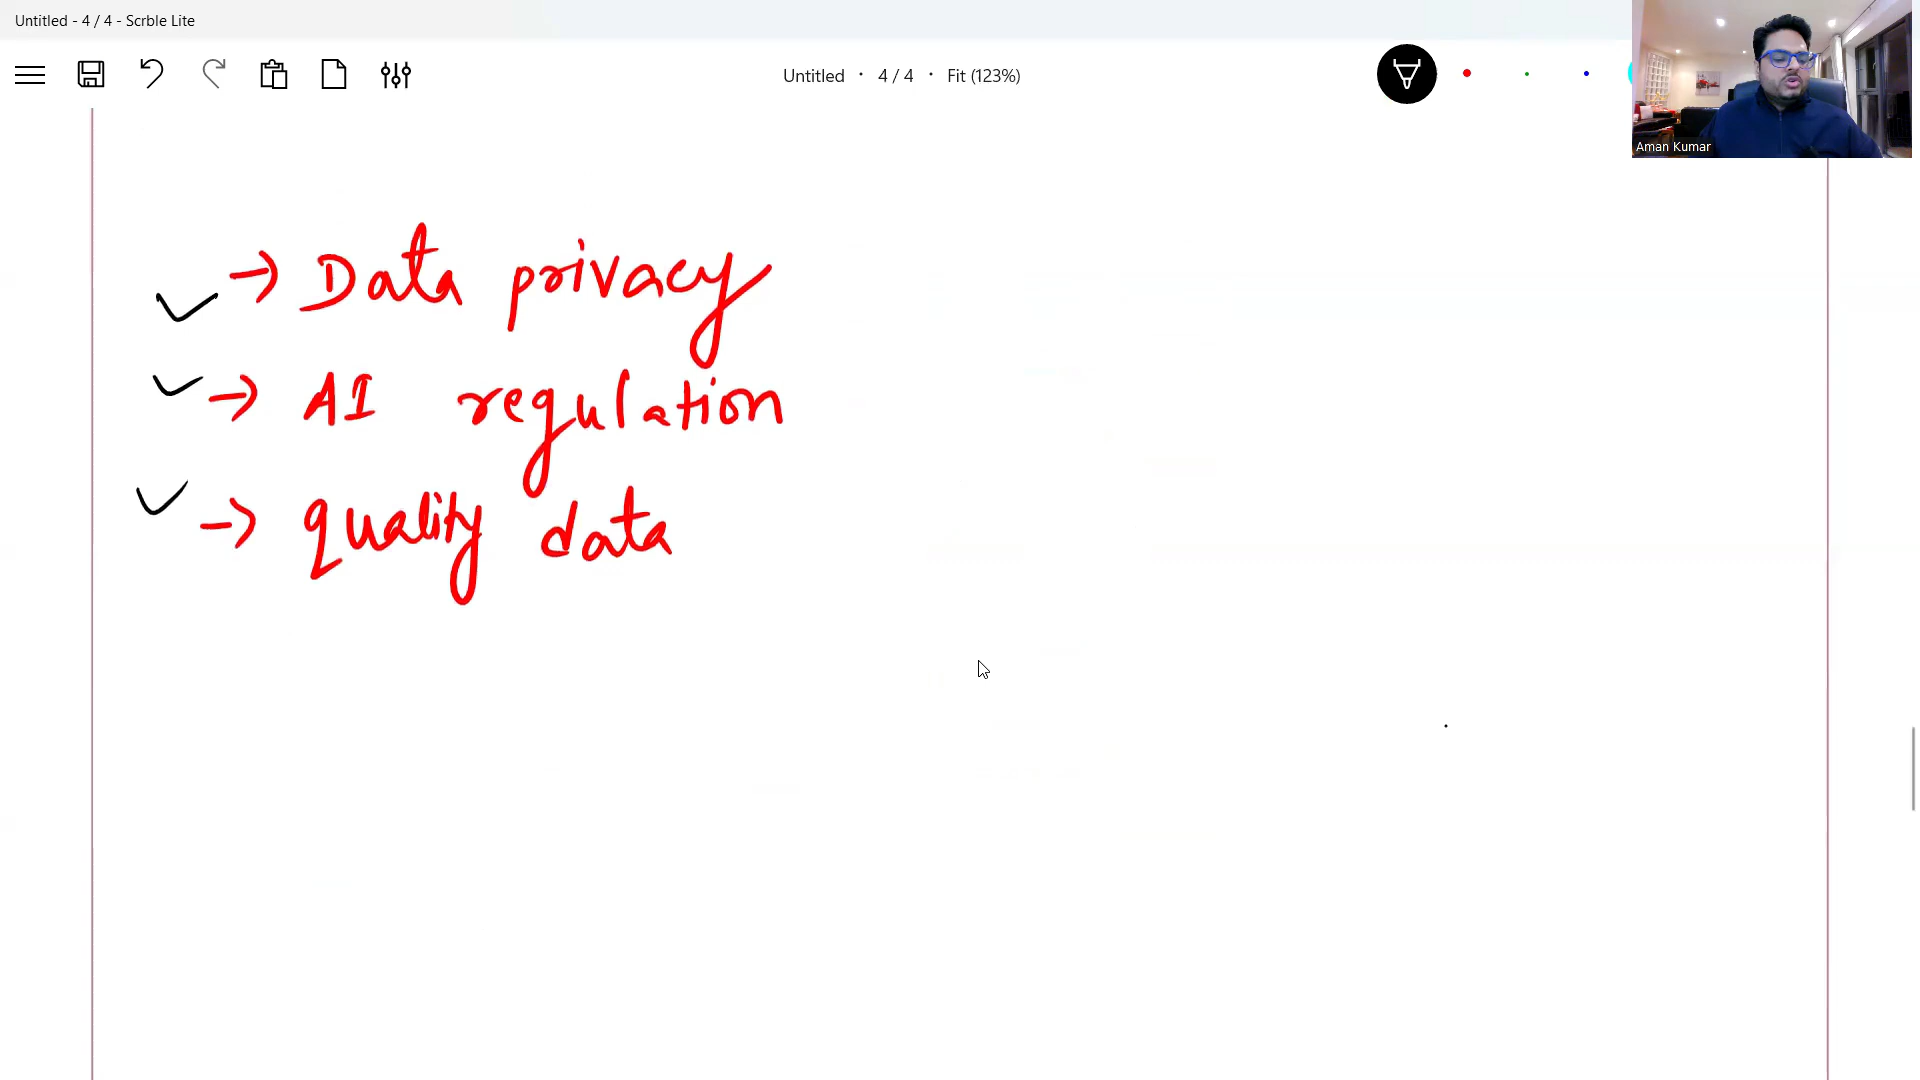 Untitled - 4 / 4 - Scrble Lite
Untitled • 4 / 4 • Fit (123%)
Aman Kumar
✓ → Data privacy
✓ → AI regulation
✓ → quality data